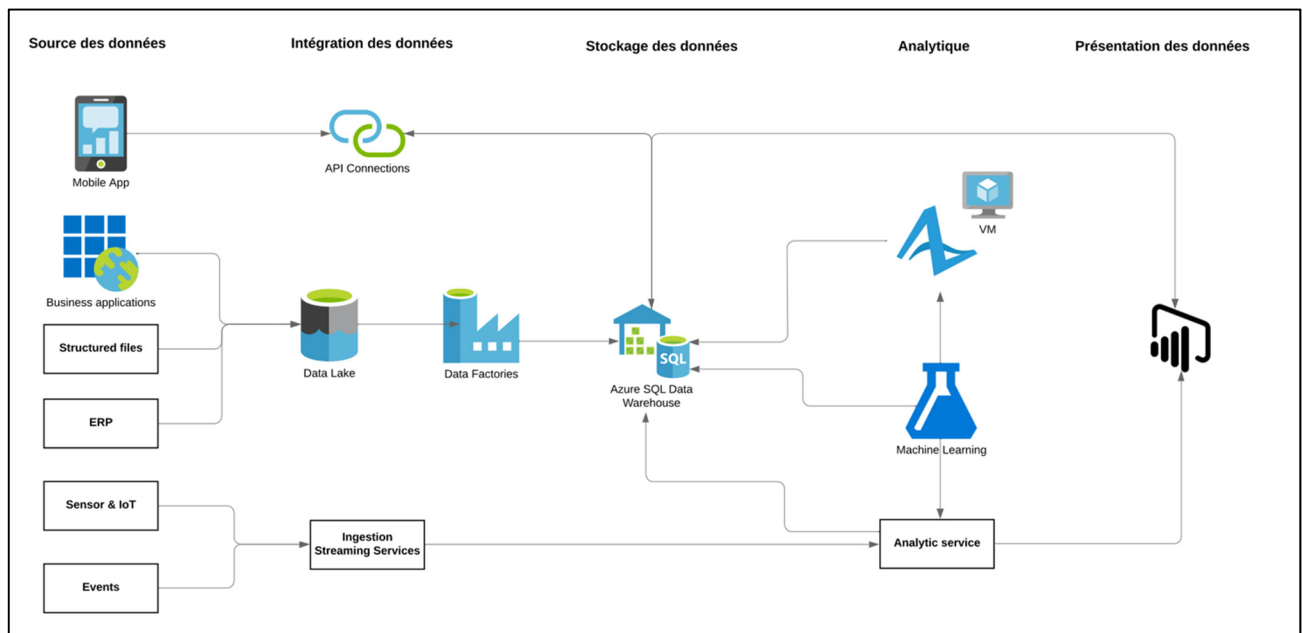 Source des données
Intégration des données
Stockage des données
Analytique
Présentation des données
Mobile App
API Connections
VM
Business applications
Structured files
Data Lake
Data Factories
SQL
Azure SQL Data
Warehouse
ERP
Machine Learning
Sensor & IoT
Ingestion
Streaming Services
Analytic service
Events